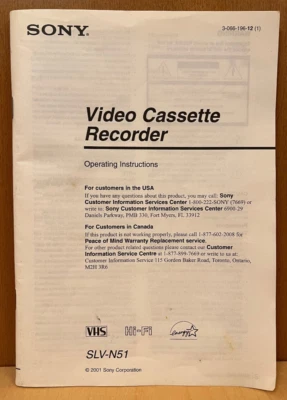 SONY®
3-066-196-12 (1)
Video Cassette
Recorder
Operating Instructions
For customers in the USA
If you have any questions about this product, you may call: Sony
Customer Information Services Center 1-800-222-SONY (7669) or
write to: Sony Customer Information Services Center 6900-29
Daniels Parkway, PMB 330, Fort Myers, FL 33912
For Customers in Canada
If this product is not working properly, please call 1-877-602-2008 for
Peace of Mind Warranty Replacement service.
For other product related questions please contact our Customer
Information Service Centre at 1-877-899-7669 or write to us at:
Customer Information Service 115 Gordon Baker Road, Toronto, Ontario,
M2H 3R6
VHS Hi-Fi energy
SLV-N51
© 2001 Sony Corporation